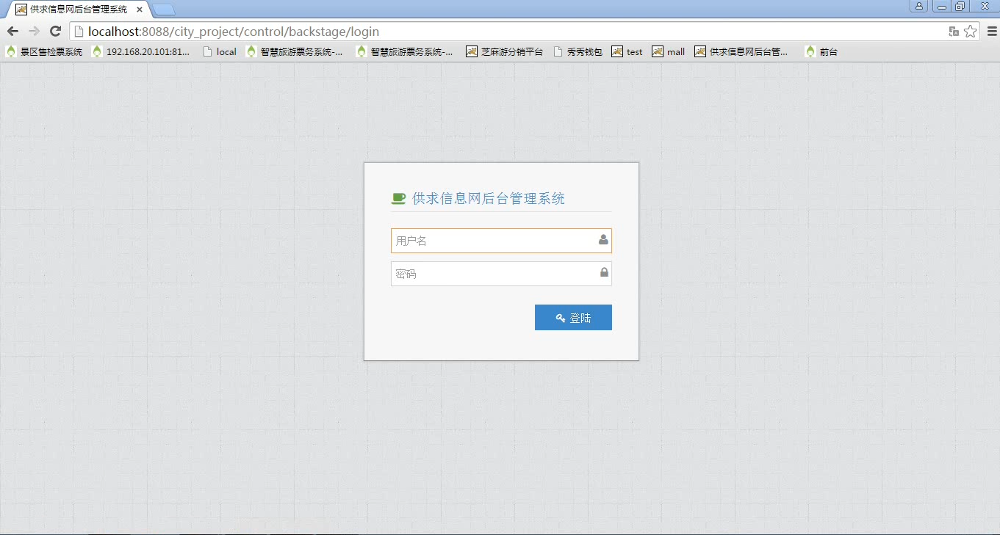 供求信息网后台管理系统
localhost:8088/city_project/control/backstage/login
景区售检票系统 192.168.20.101:81... local 智慧旅游票务系统-... 智慧旅游票务系统-... 芝麻游分销平台 秀秀钱包 test mall 供求信息网后台管... 前台
供求信息网后台管理系统
用户名
密码
登陆